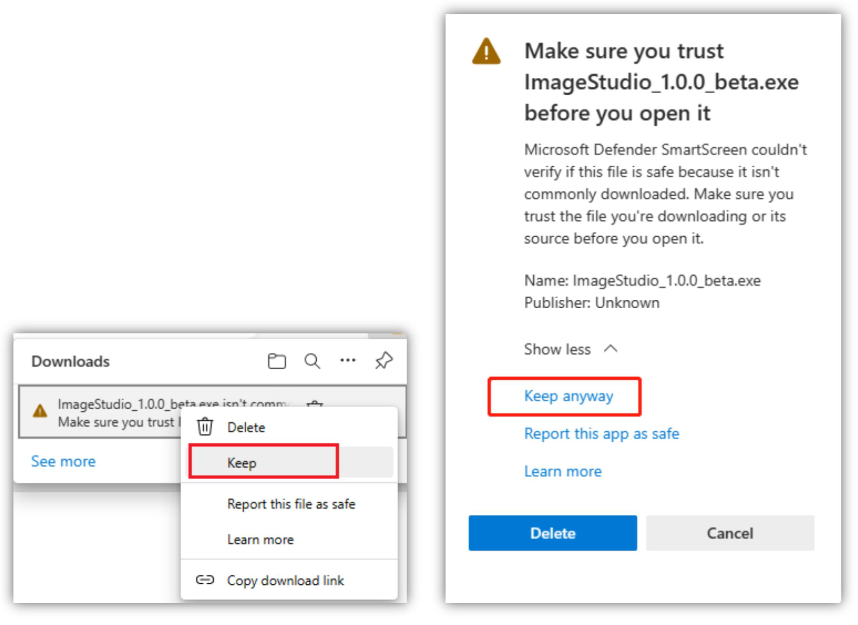 Downloads
ImageStudio_1.0.0_beta.exe isn't comm
Make sure you trust
Delete
See more
Keep
Report this file as safe
Learn more
Copy download link
Make sure you trust
ImageStudio_1.0.0_beta.exe
before you open it
Microsoft Defender SmartScreen couldn't
verify if this file is safe because it isn't
commonly downloaded. Make sure you
trust the file you're downloading or its
source before you open it.
Name: ImageStudio_1.0.0_beta.exe
Publisher: Unknown
Show less
Keep anyway
Report this app as safe
Learn more
Delete
Cancel